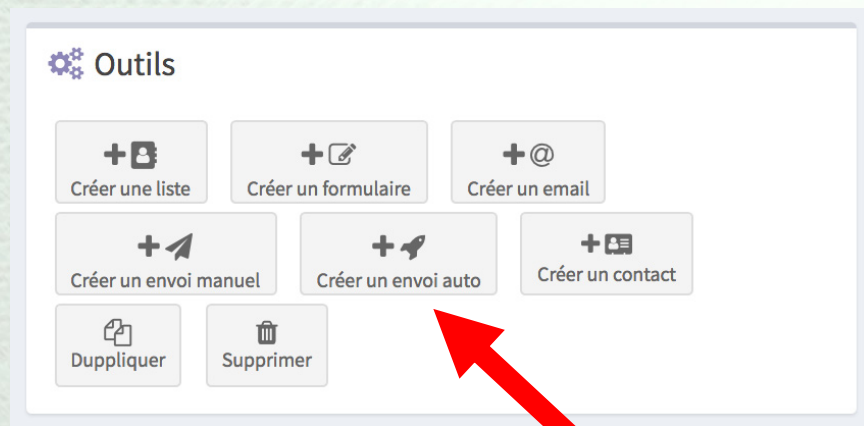 Outils
Créer une liste
Créer un formulaire
@
Créer un email
Créer un envoi manuel
Créer un envoi auto
Créer un contact
Duppliquer
Supprimer